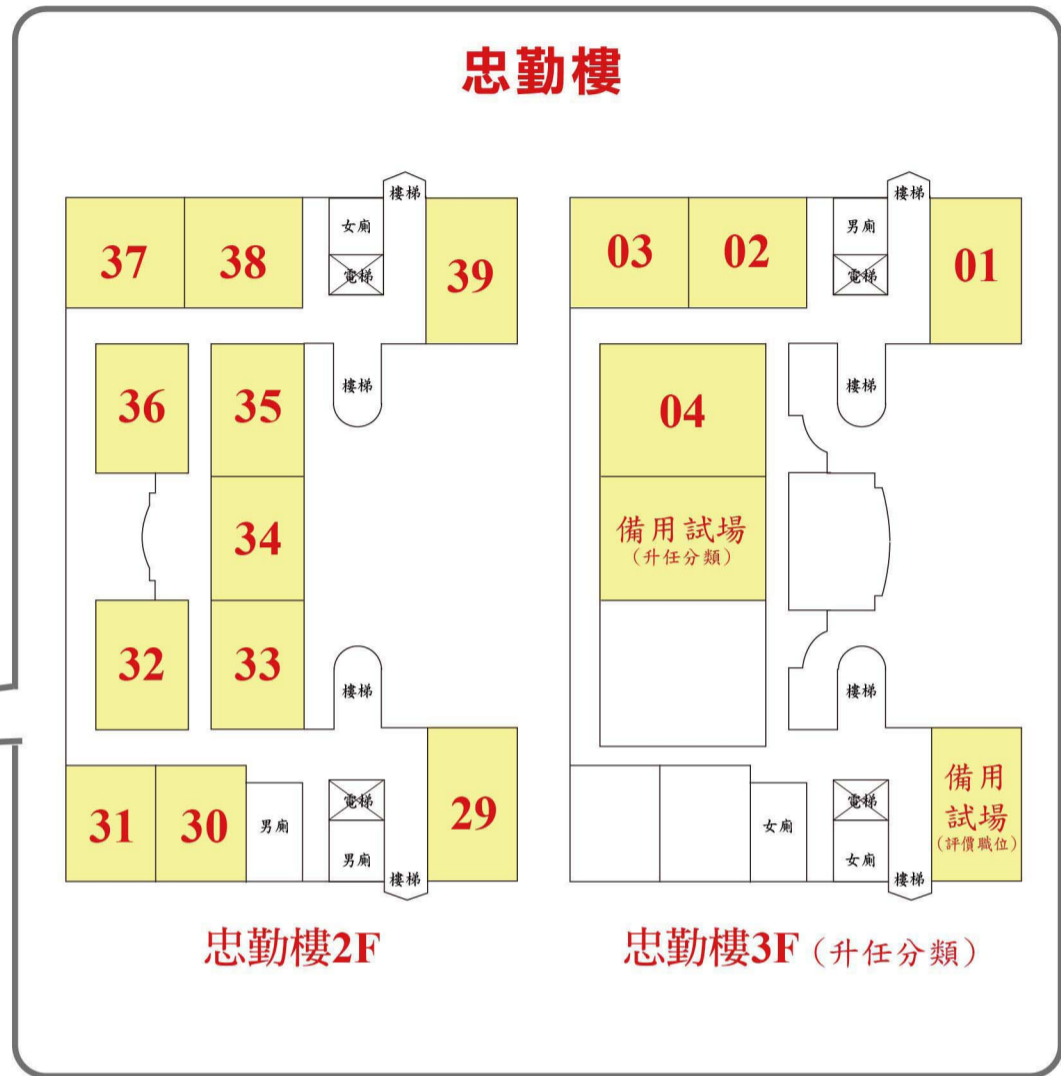 忠勤樓
樓梯
37
38
女廁
電梯
39
36
35
樓梯
34
32
33
樓梯
31
30
男廁
電梯
男廁
29
樓梯
忠勤樓2F
樓梯
03
02
男廁
電梯
01
04
樓梯
備用試場
(升任分類)
樓梯
女廁
電梯
女廁
備用
試場
(評價職位)
樓梯
忠勤樓3F (升任分類)